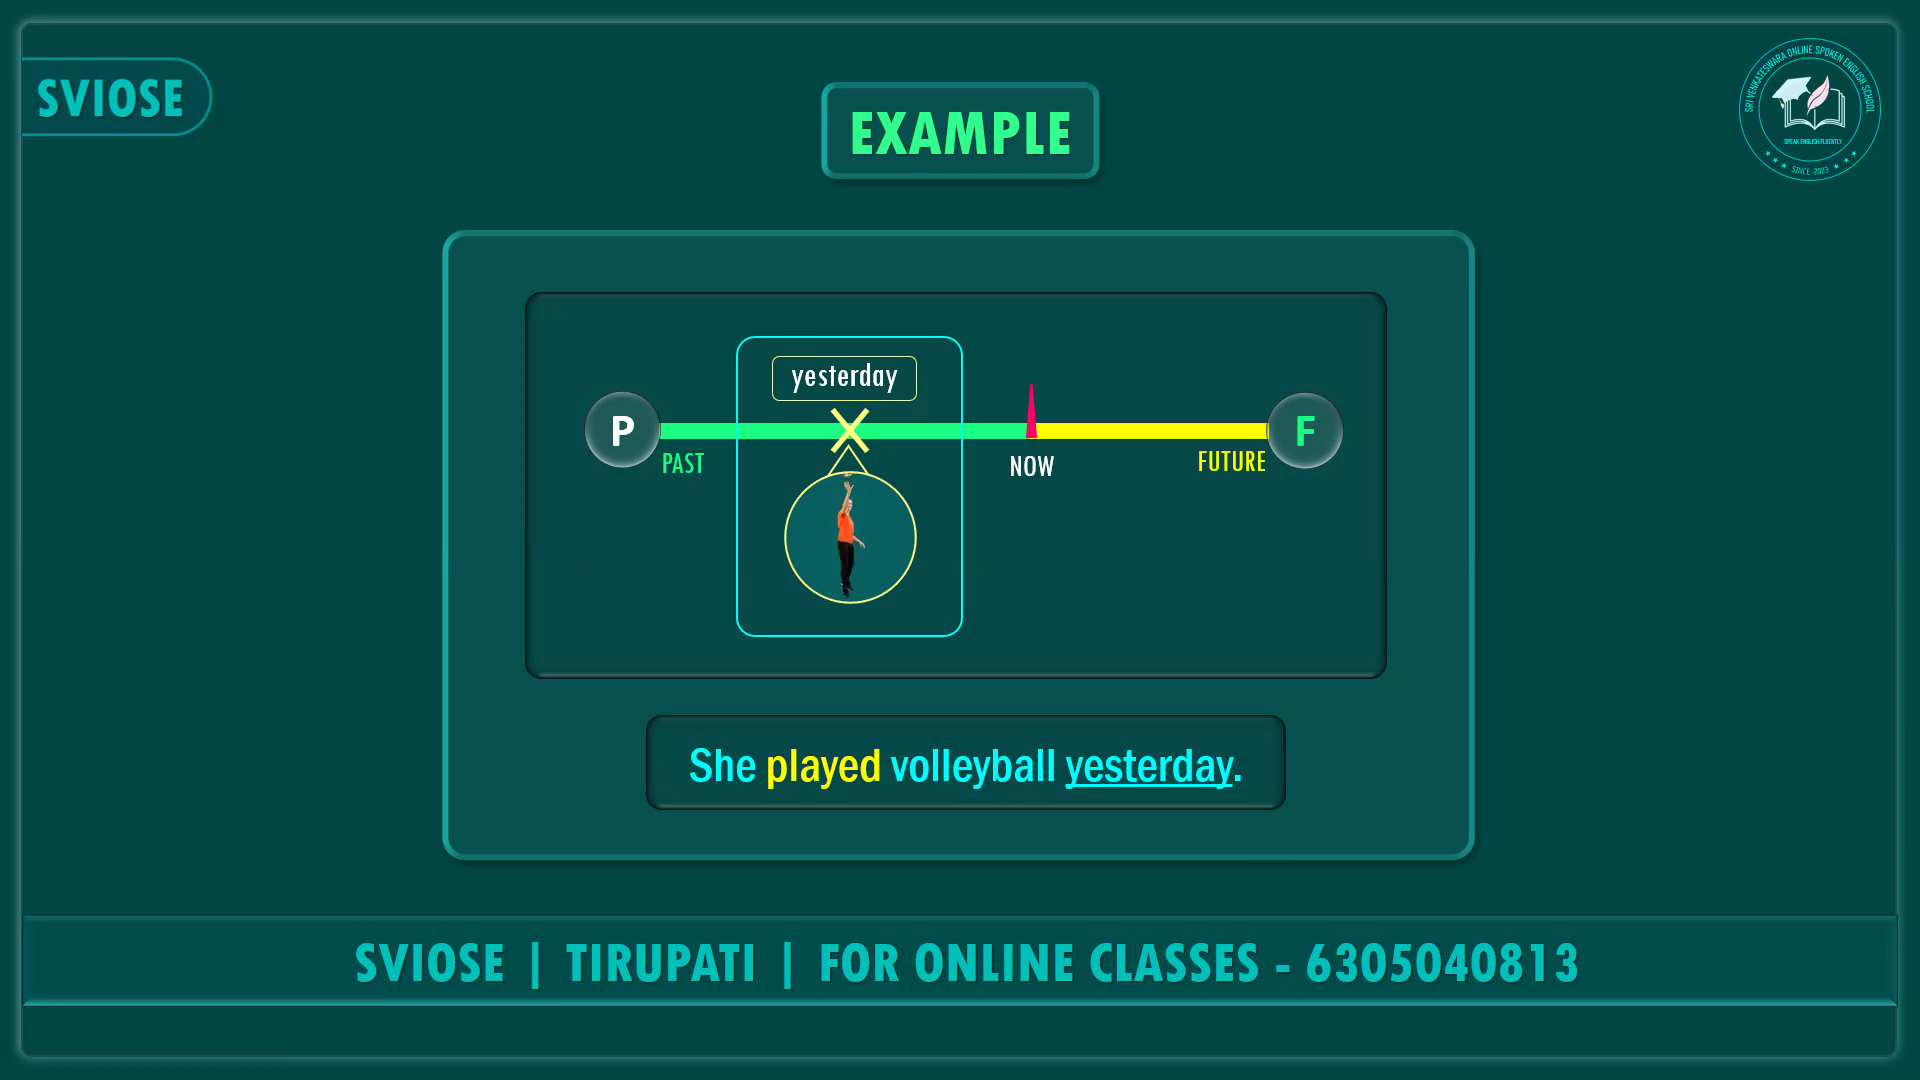 SVIOSE
EXAMPLE
SRI VENKATESWARA ONLINE SPOKEN ENGLISH SCHOOL
SPEAK ENGLISH FLUENTLY
SINCE -2023
yesterday
P
F
PAST
NOW
FUTURE
She played volleyball yesterday.
SVIOSE | TIRUPATI | FOR ONLINE CLASSES - 6305040813